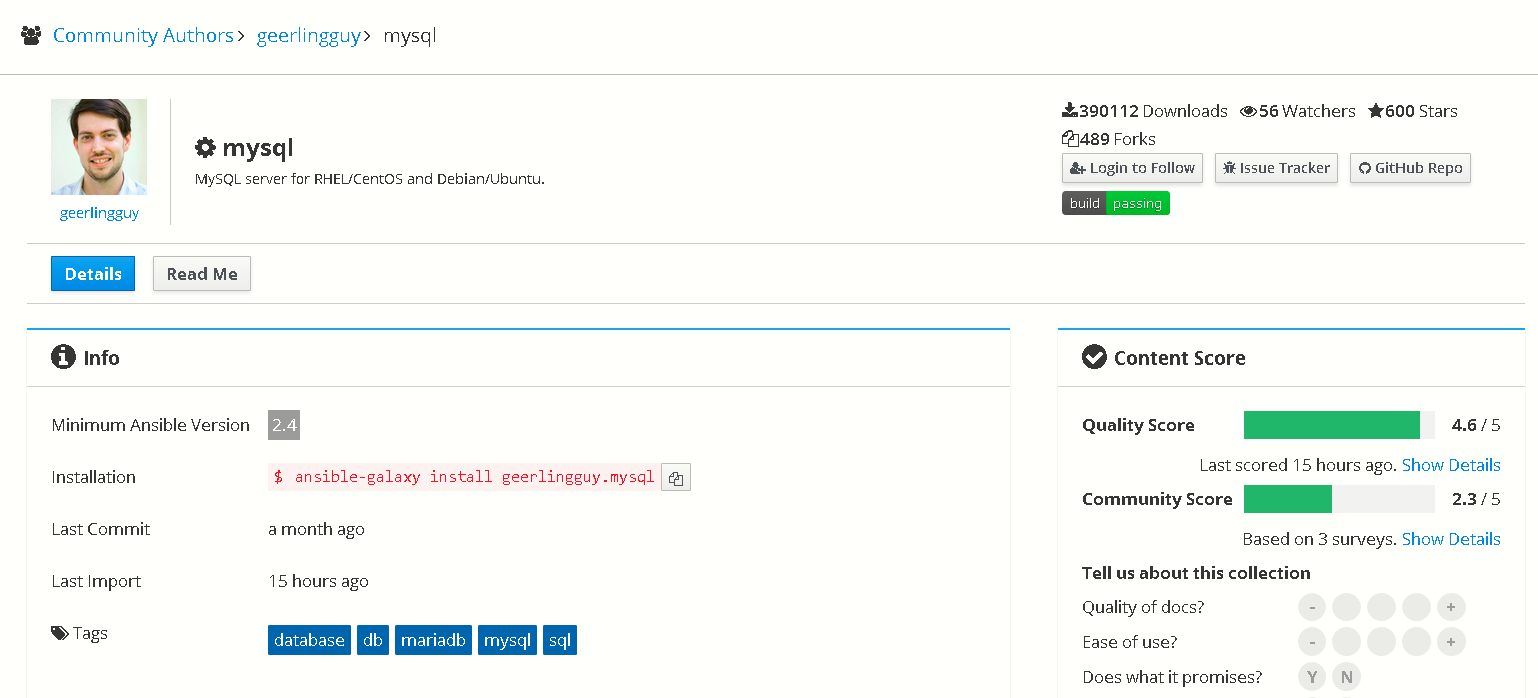 Community Authors > geerlingguy > mysql
geerlingguy
mysql
MySQL server for RHEL/CentOS and Debian/Ubuntu.
390112 Downloads 56 Watchers 600 Stars
489 Forks
Login to Follow Issue Tracker GitHub Repo
build passing
Details Read Me
Info
Minimum Ansible Version 2.4
Installation $ ansible-galaxy install geerlingguy.mysql
Last Commit a month ago
Last Import 15 hours ago
Tags database db mariadb mysql sql
Content Score
Quality Score 4.6 / 5
Last scored 15 hours ago. Show Details
Community Score 2.3 / 5
Based on 3 surveys. Show Details
Tell us about this collection
Quality of docs? - +
Ease of use? - +
Does what it promises? Y N